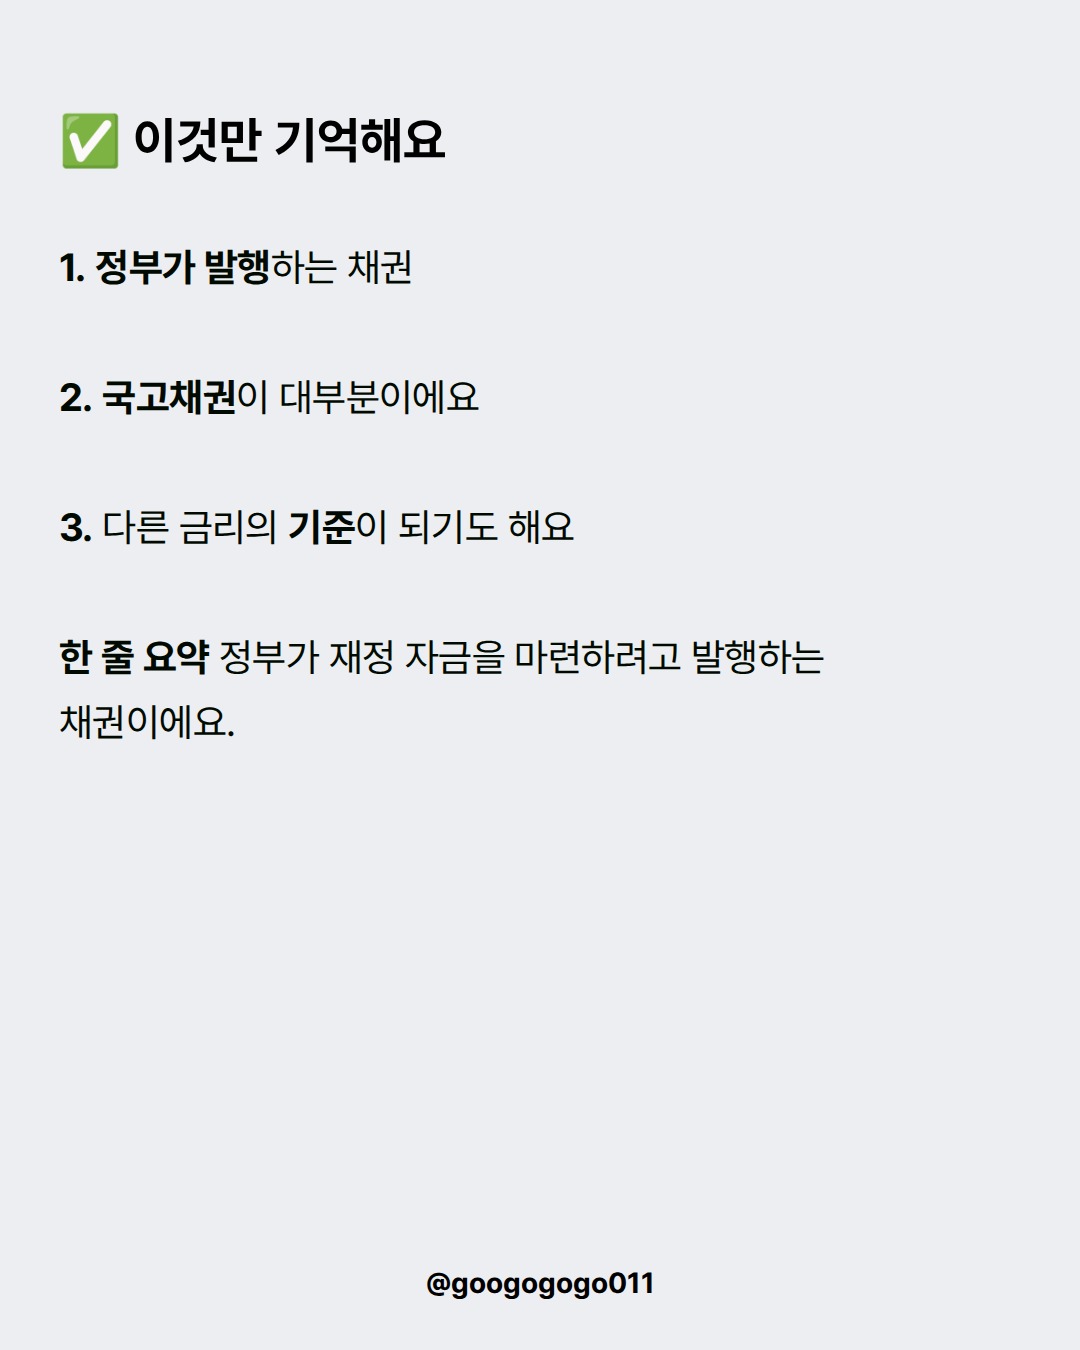 ✅ 이것만 기억해요
1. 정부가 발행하는 채권
2. 국고채권이 대부분이에요
3. 다른 금리의 기준이 되기도 해요
한 줄 요약 정부가 재정 자금을 마련하려고 발행하는
채권이에요.
@googogogo011